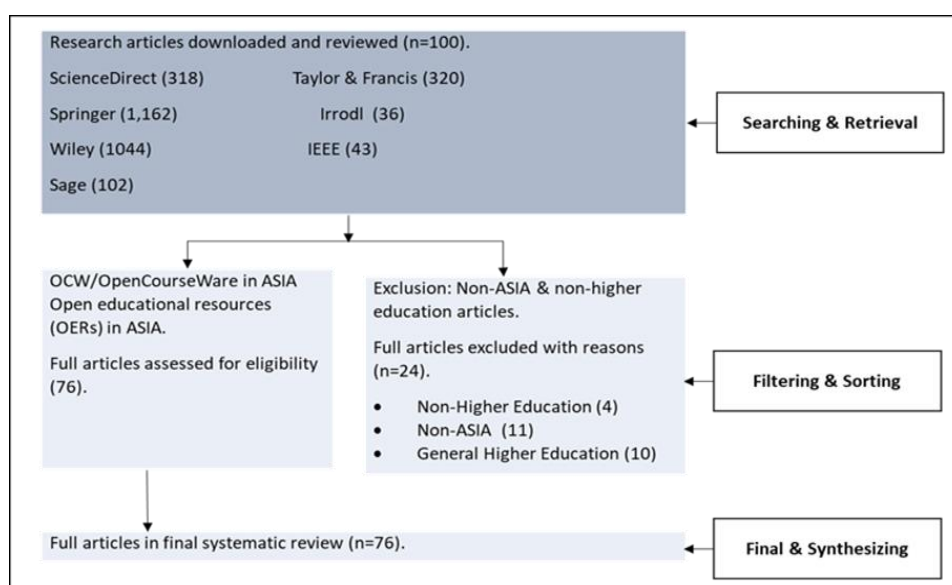 Research articles downloaded and reviewed (n=100).
ScienceDirect (318) Taylor & Francis (320)
Springer (1,162) Irrodl (36)
Wiley (1044) IEEE (43)
Sage (102)
Searching & Retrieval
OCW/OpenCourseWare in ASIA
Open educational resources
(OERs) in ASIA.
Full articles assessed for eligibility
(76).
Exclusion: Non-ASIA & non-higher
education articles.
Full articles excluded with reasons
(n=24).
• Non-Higher Education (4)
• Non-ASIA (11)
• General Higher Education (10)
Filtering & Sorting
Full articles in final systematic review (n=76).
Final & Synthesizing